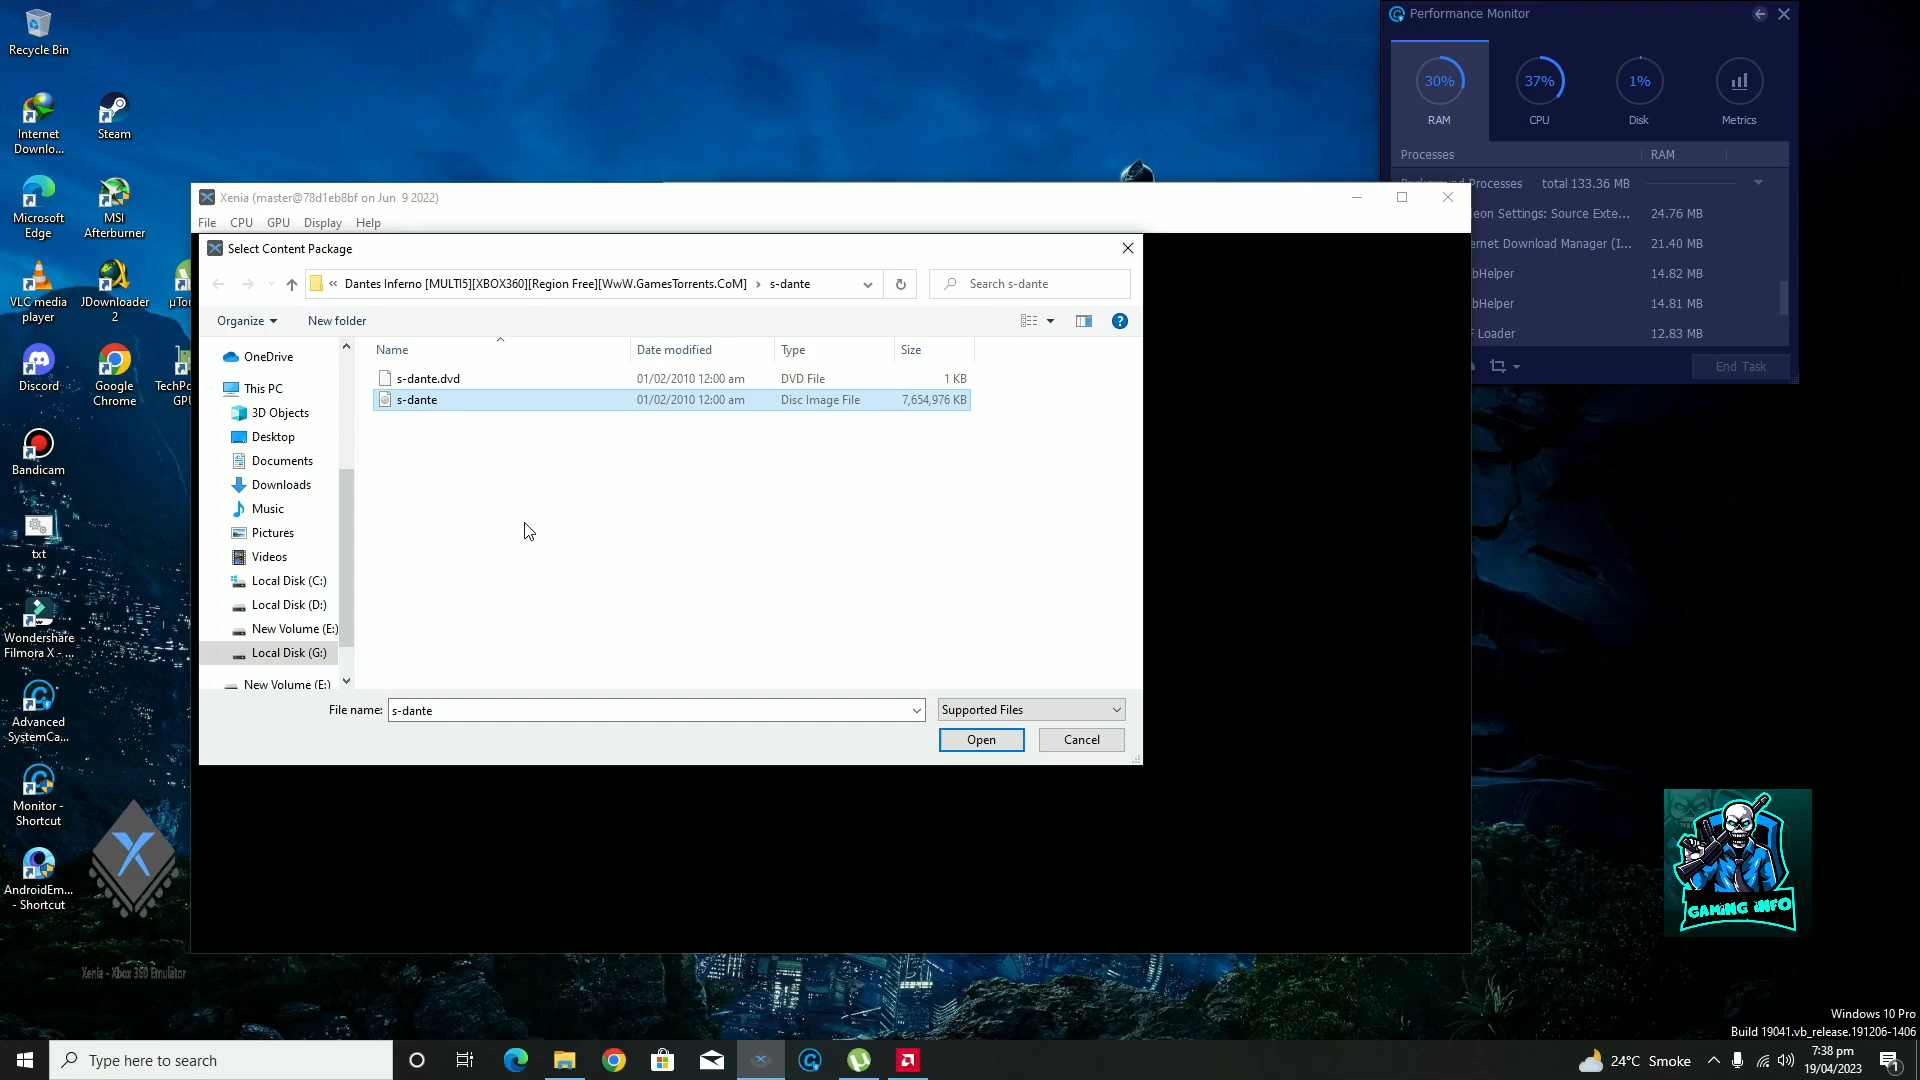 Recycle Bin
Internet
Downlo...
Steam
Microsoft
Edge
MSI
Afterburner
VLC media
player
JDownloader
2
µTor
Discord
Google
Chrome
TechPo
GPU
Bandicam
txt
Wondershare
Filmora X - ...
Advanced
SystemCa...
Monitor -
Shortcut
AndroidEm...
- Shortcut
Xenia - Xbox 360 Emulator
Performance Monitor
30%
37%
1%
RAM
CPU
Disk
Metrics
Processes
RAM
Background Processes total 133.36 MB
eon Settings: Source Exte... 24.76 MB
ernet Download Manager (I... 21.40 MB
bHelper 14.82 MB
bHelper 14.81 MB
F Loader 12.83 MB
End Task
Xenia (master@78d1eb8bf on Jun 9 2022)
File CPU GPU Display Help
Select Content Package
« Dantes Inferno [MULTI5][XBOX360][Region Free][WwW.GamesTorrents.CoM] › s-dante
Search s-dante
Organize New folder
OneDrive
This PC
3D Objects
Desktop
Documents
Downloads
Music
Pictures
Videos
Local Disk (C:)
Local Disk (D:)
New Volume (E:)
Local Disk (G:)
New Volume (E:)
Name Date modified Type Size
s-dante.dvd 01/02/2010 12:00 am DVD File 1 KB
s-dante 01/02/2010 12:00 am Disc Image File 7,654,976 KB
File name: s-dante
Supported Files
Open Cancel
GAMING INFO
Windows 10 Pro
Build 19041.vb_release.191206-1406
Type here to search
24°C Smoke
7:38 pm
19/04/2023
1